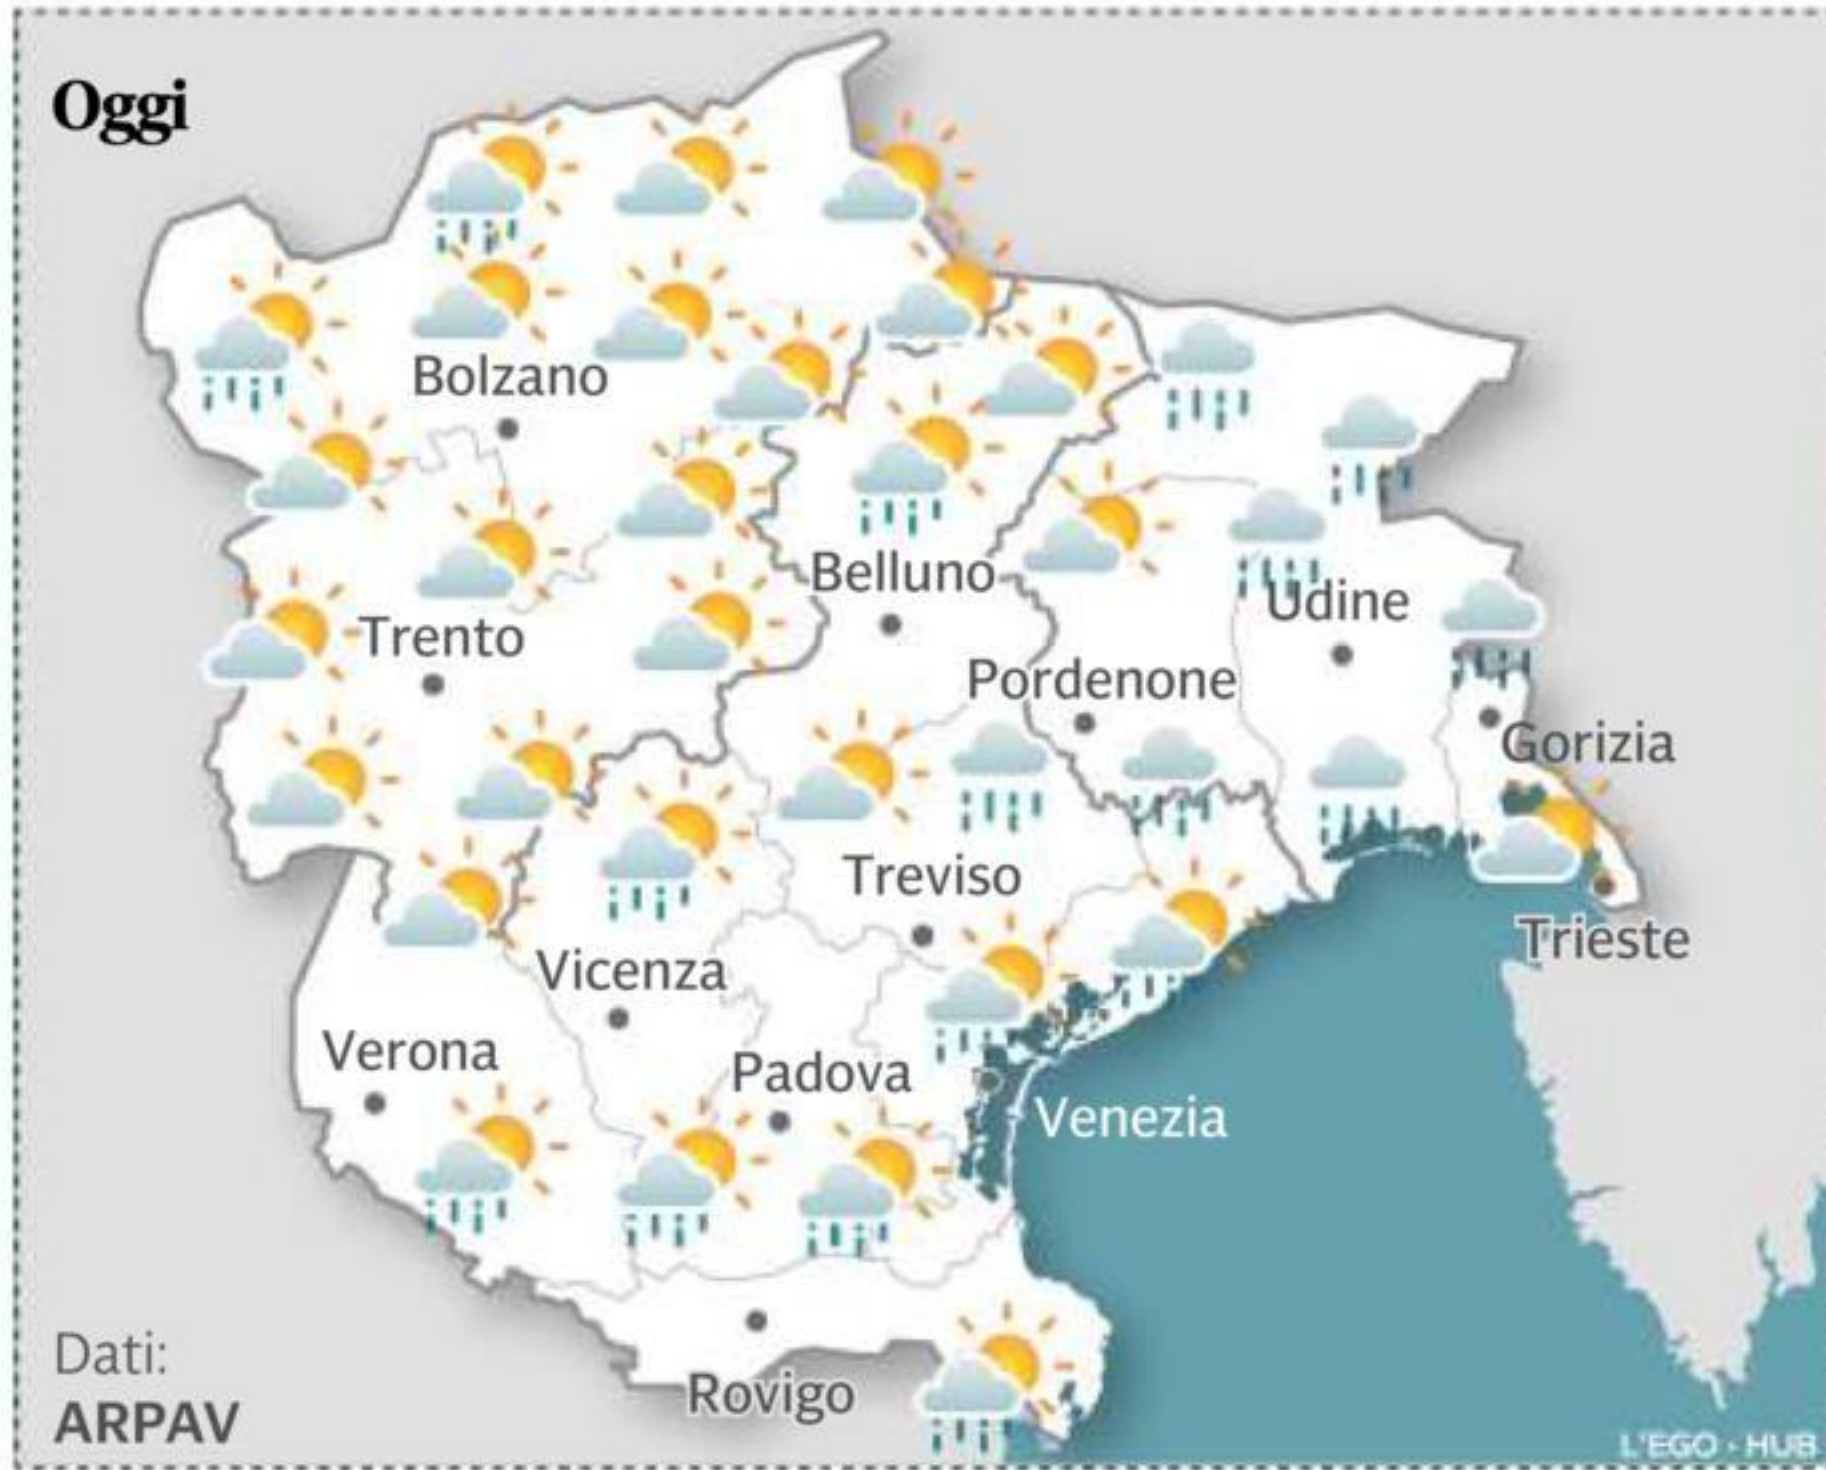 Oggi
Bolzano
Belluno
Udine
Trento
Pordenone
Gorizia
Treviso
Trieste
Vicenza
Verona
Padova
Venezia
Rovigo
Dati:
ARPAV
L'EGO - HUB